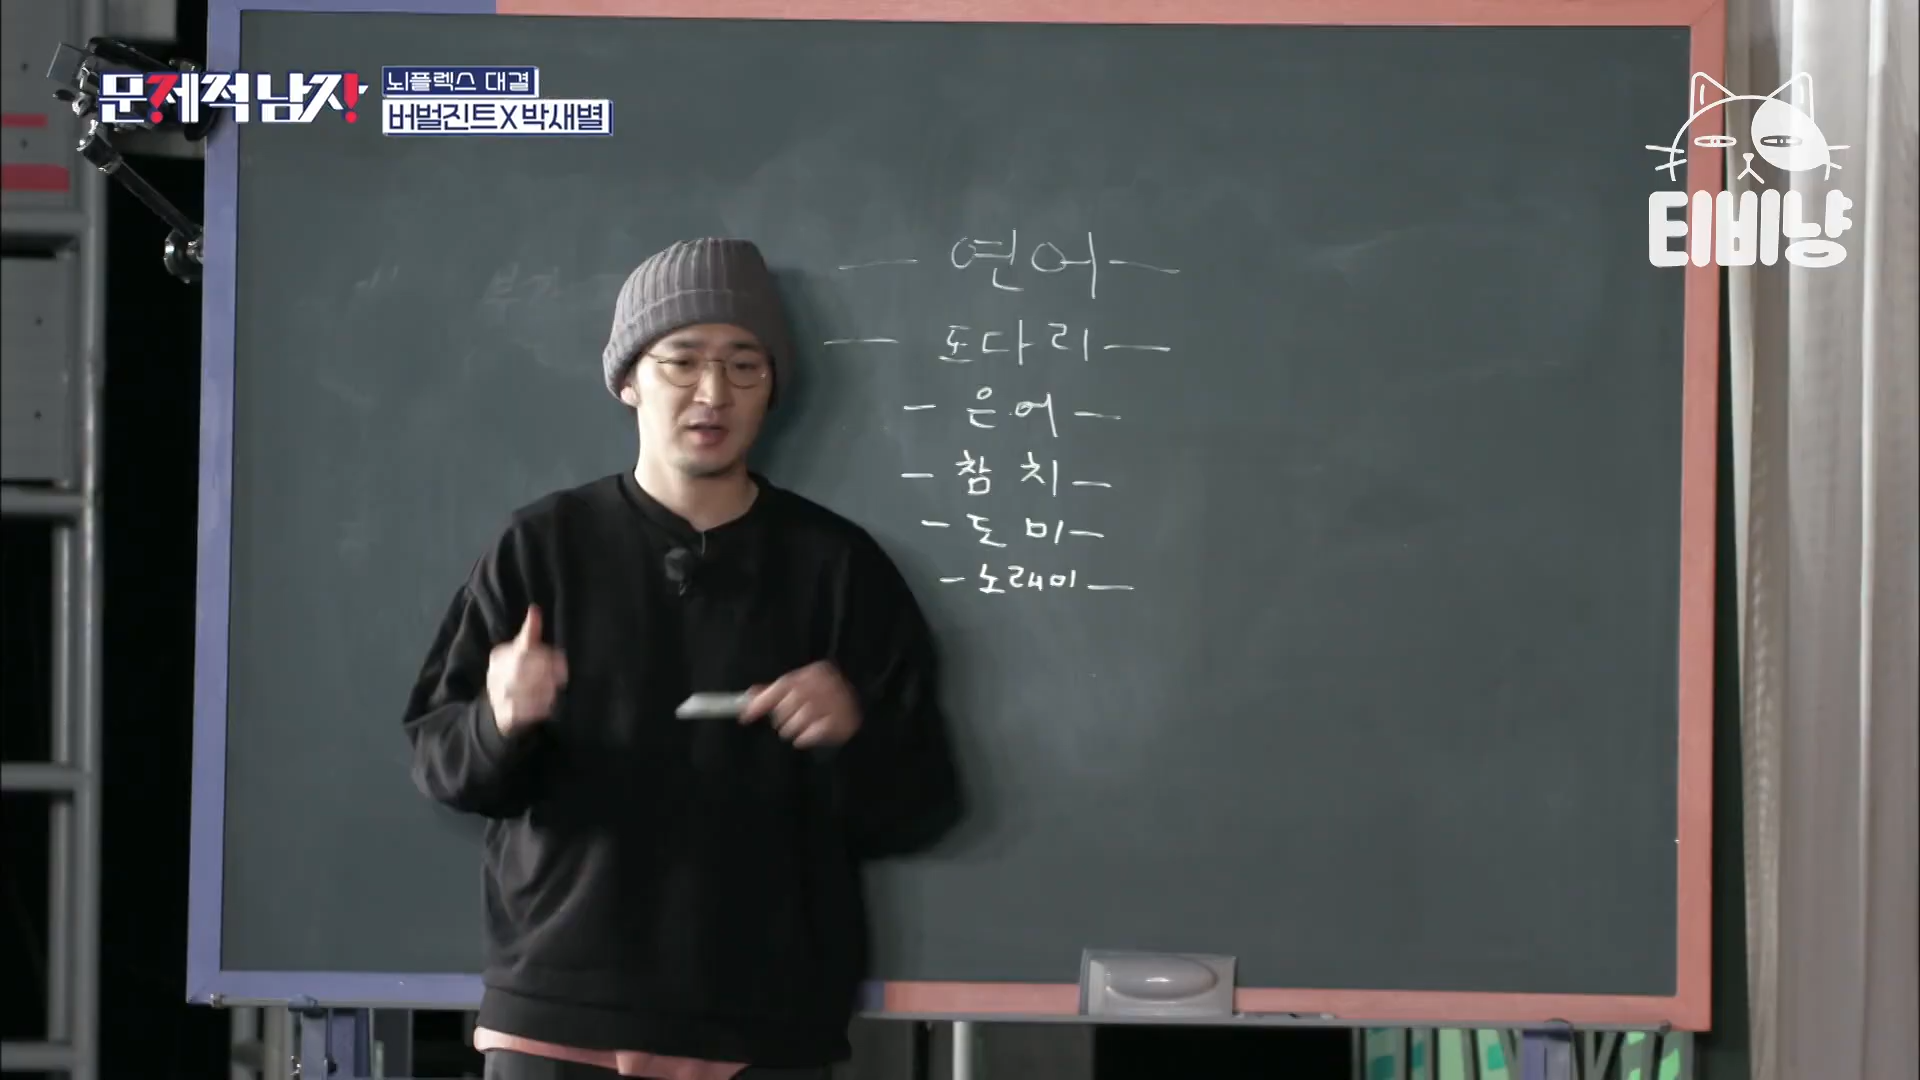 문제적 남자
뇌플렉스 대결
버벌진트X박새별
티비냥
— 연어 —
— 도다리 —
- 은어 -
- 참치 -
- 도미 -
- 노래미 -